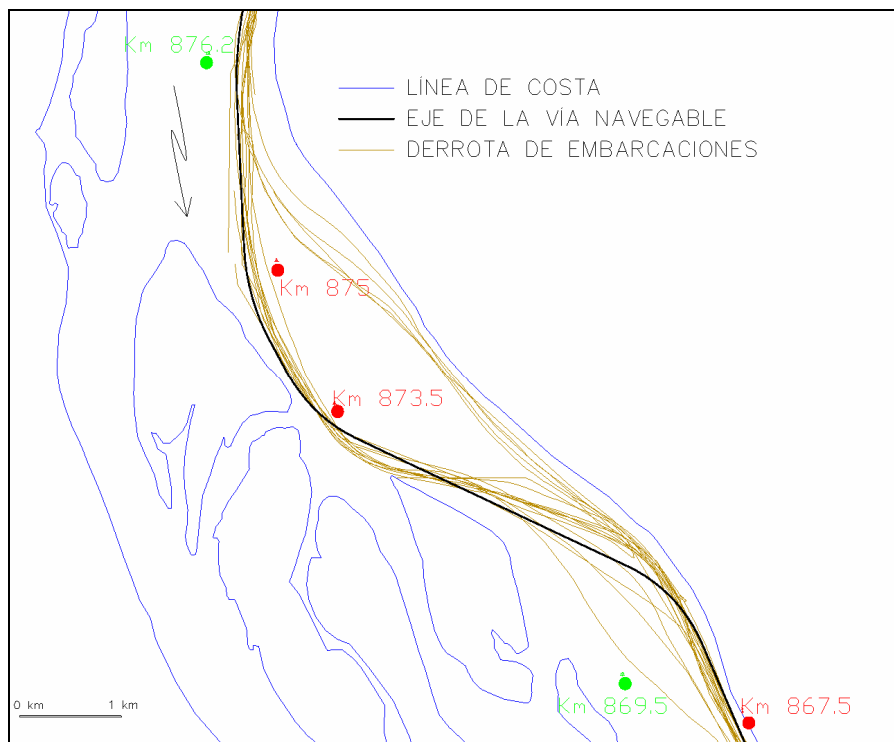 Km 876.2
LÍNEA DE COSTA
EJE DE LA VÍA NAVEGABLE
DERROTA DE EMBARCACIONES
Km 875
Km 873.5
Km 869.5
Km 867.5
0 km 1 km